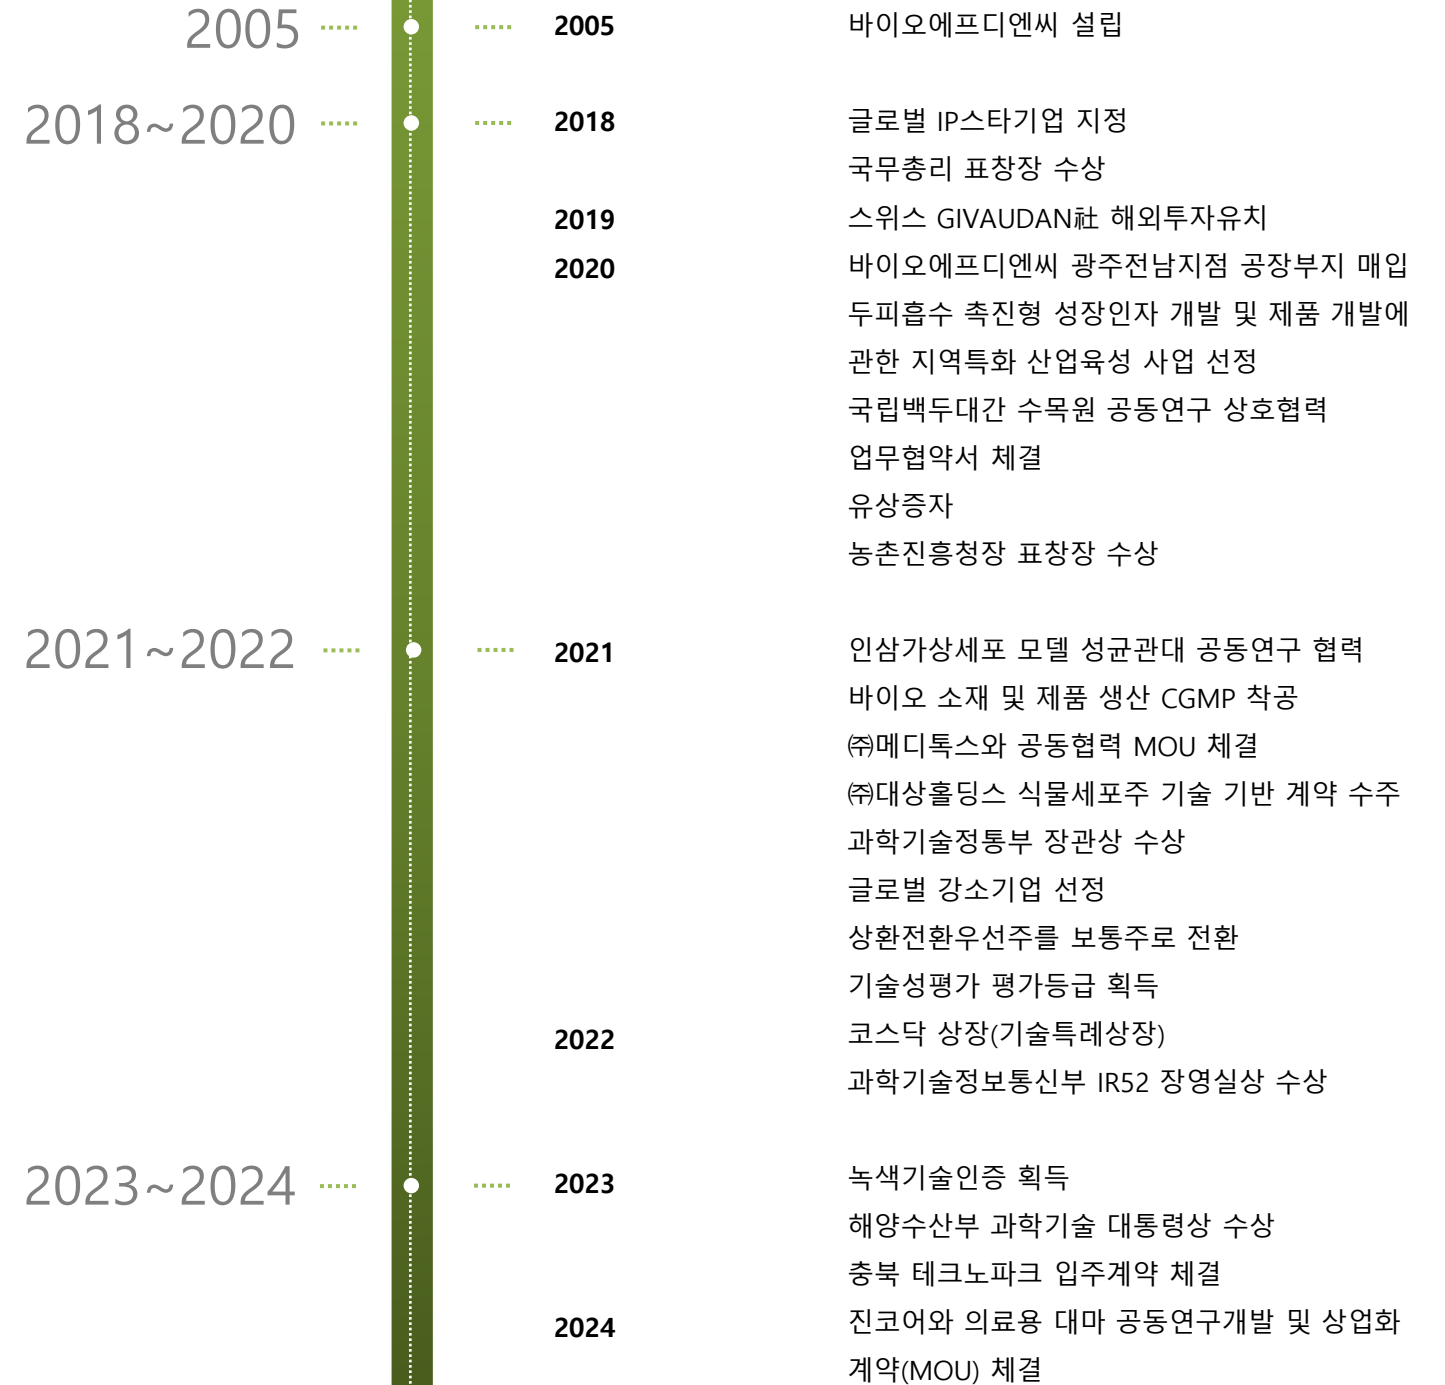 2005 2005 바이오에프디엔씨 설립
2018~2020 2018 글로벌 IP스타기업 지정
국무총리 표창장 수상
2019 스위스 GIVAUDAN社 해외투자유치
2020 바이오에프디엔씨 광주전남지점 공장부지 매입
두피흡수 촉진형 성장인자 개발 및 제품 개발에
관한 지역특화 산업육성 사업 선정
국립백두대간 수목원 공동연구 상호협력
업무협약서 체결
유상증자
농촌진흥청장 표창장 수상
2021~2022 2021 인삼가상세포 모델 성균관대 공동연구 협력
바이오 소재 및 제품 생산 CGMP 착공
㈜메디톡스와 공동협력 MOU 체결
㈜대상홀딩스 식물세포주 기술 기반 계약 수주
과학기술정통부 장관상 수상
글로벌 강소기업 선정
상환전환우선주를 보통주로 전환
기술성평가 평가등급 획득
2022 코스닥 상장(기술특례상장)
과학기술정보통신부 IR52 장영실상 수상
2023~2024 2023 녹색기술인증 획득
해양수산부 과학기술 대통령상 수상
충북 테크노파크 입주계약 체결
2024 진코어와 의료용 대마 공동연구개발 및 상업화
계약(MOU) 체결